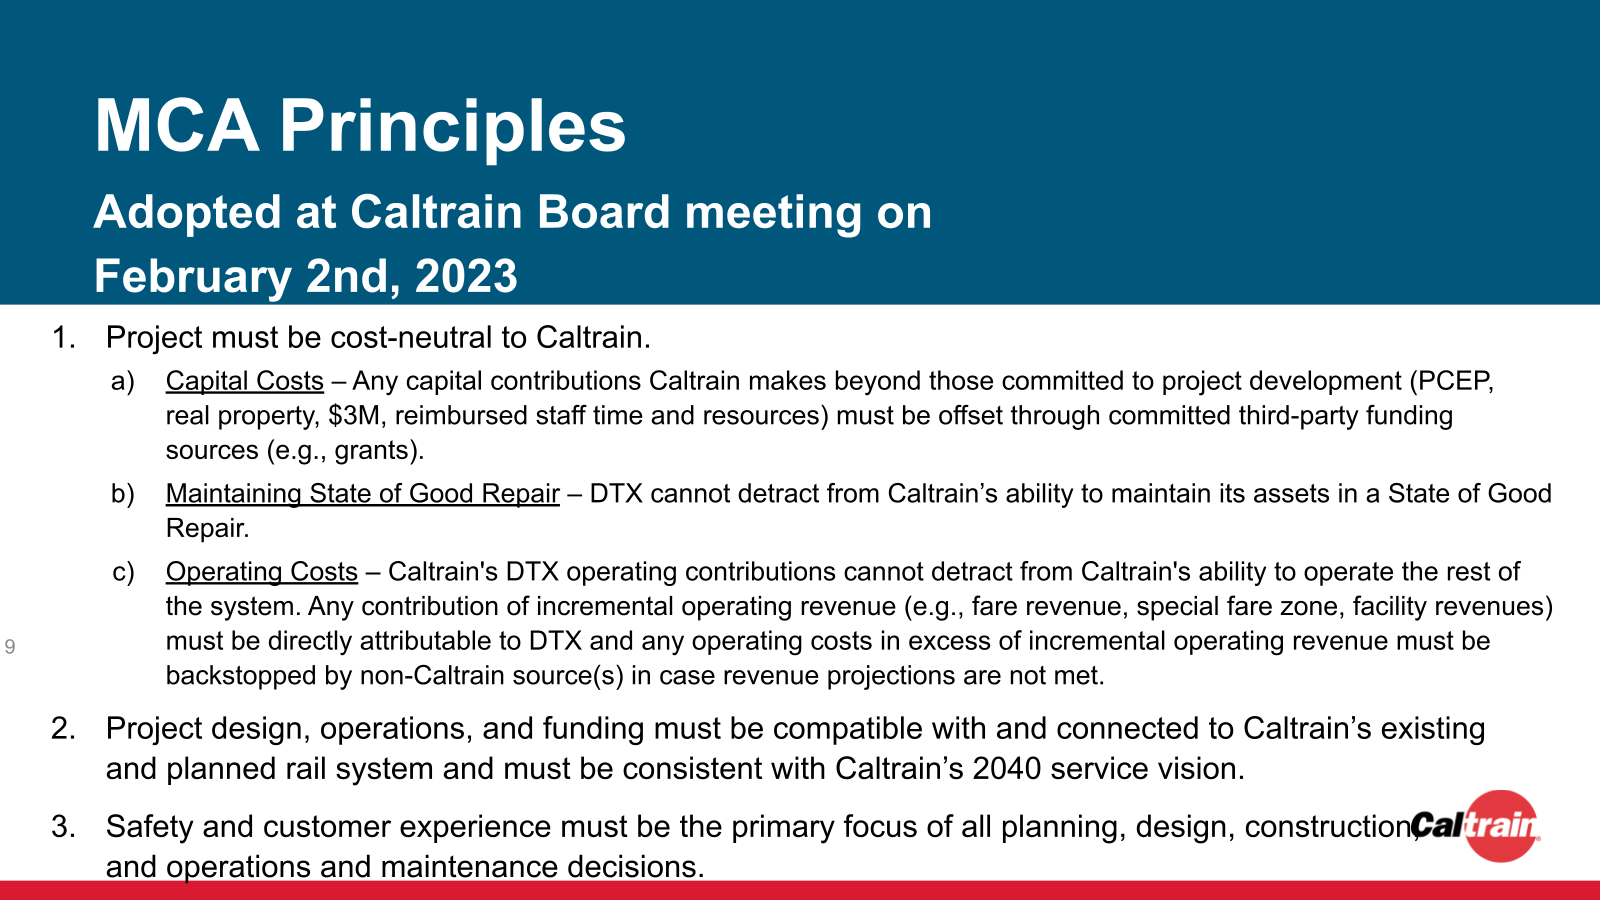 MCA Principles
Adopted at Caltrain Board meeting on
February 2nd, 2023
1. Project must be cost-neutral to Caltrain.
a) Capital Costs – Any capital contributions Caltrain makes beyond those committed to project development (PCEP,
real property, $3M, reimbursed staff time and resources) must be offset through committed third-party funding
sources (e.g., grants).
b) Maintaining State of Good Repair – DTX cannot detract from Caltrain’s ability to maintain its assets in a State of Good
Repair.
c) Operating Costs – Caltrain's DTX operating contributions cannot detract from Caltrain's ability to operate the rest of
the system. Any contribution of incremental operating revenue (e.g., fare revenue, special fare zone, facility revenues)
must be directly attributable to DTX and any operating costs in excess of incremental operating revenue must be
backstopped by non-Caltrain source(s) in case revenue projections are not met.
9
2. Project design, operations, and funding must be compatible with and connected to Caltrain’s existing
and planned rail system and must be consistent with Caltrain’s 2040 service vision.
3. Safety and customer experience must be the primary focus of all planning, design, construction,
and operations and maintenance decisions.
Caltrain